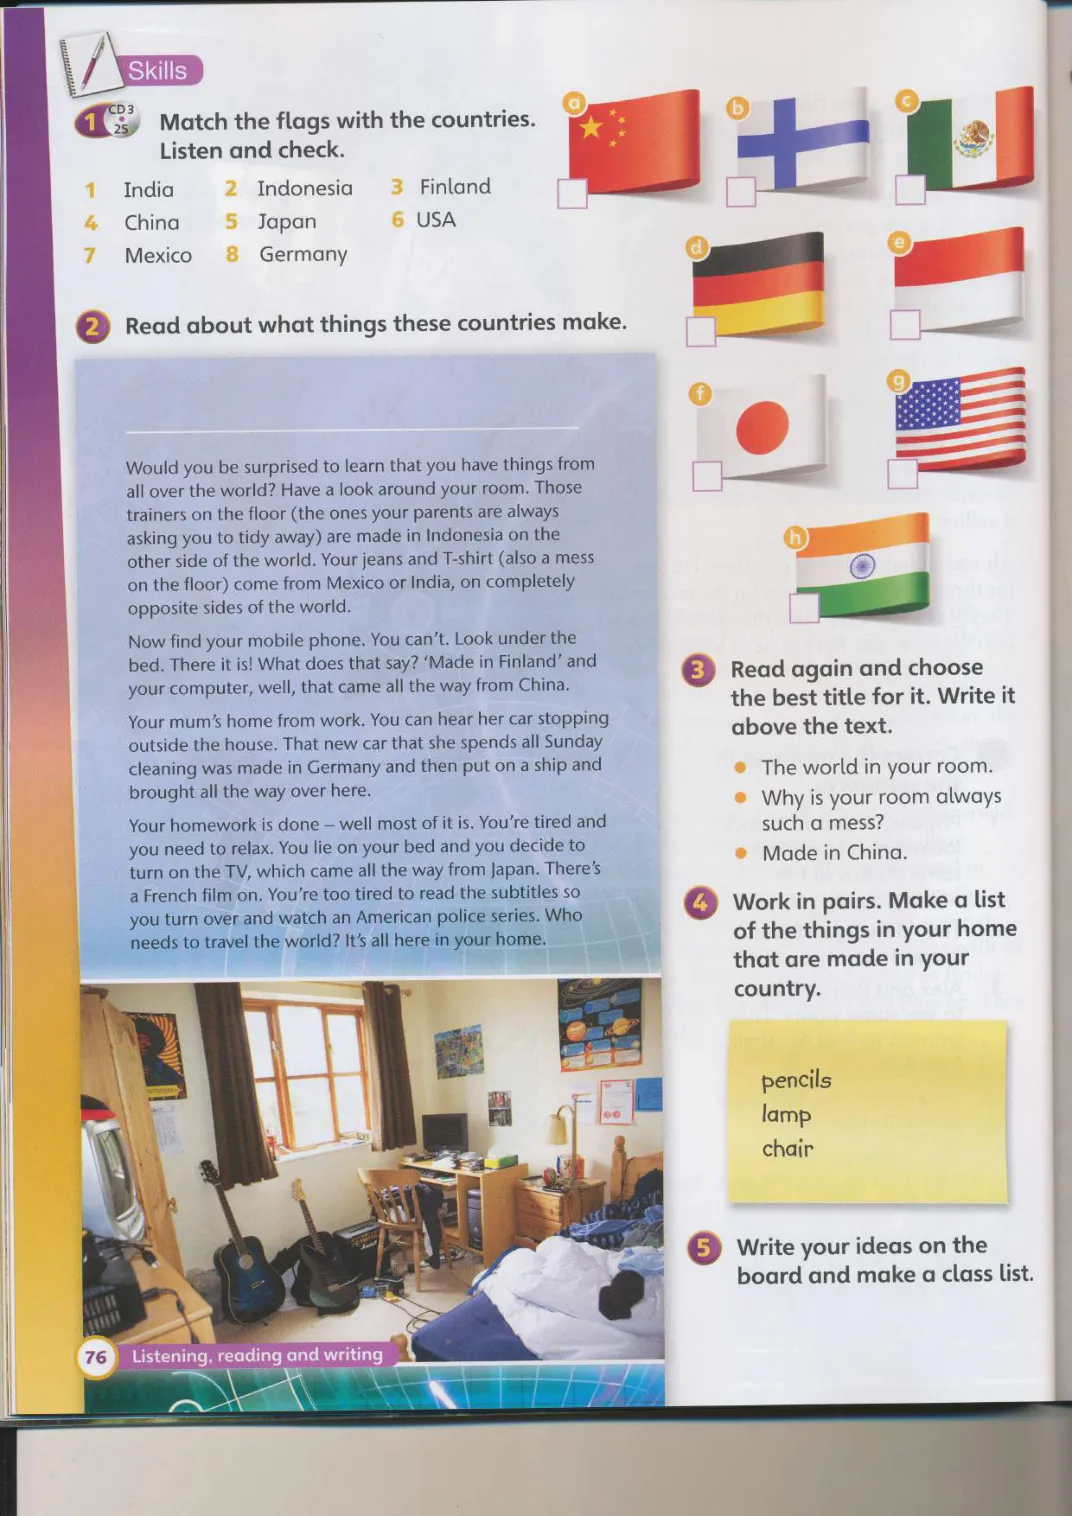 Skills
1 CD 3 25 Match the flags with the countries.
Listen and check.
1 India 2 Indonesia 3 Finland
4 China 5 Japan 6 USA
7 Mexico 8 Germany
a
b
c
d
e
f
g
h
2 Read about what things these countries make.
Would you be surprised to learn that you have things from
all over the world? Have a look around your room. Those
trainers on the floor (the ones your parents are always
asking you to tidy away) are made in Indonesia on the
other side of the world. Your jeans and T-shirt (also a mess
on the floor) come from Mexico or India, on completely
opposite sides of the world.
Now find your mobile phone. You can't. Look under the
bed. There it is! What does that say? 'Made in Finland' and
your computer, well, that came all the way from China.
Your mum's home from work. You can hear her car stopping
outside the house. That new car that she spends all Sunday
cleaning was made in Germany and then put on a ship and
brought all the way over here.
Your homework is done – well most of it is. You're tired and
you need to relax. You lie on your bed and you decide to
turn on the TV, which came all the way from Japan. There's
a French film on. You're too tired to read the subtitles so
you turn over and watch an American police series. Who
needs to travel the world? It's all here in your home.
3 Read again and choose
the best title for it. Write it
above the text.
• The world in your room.
• Why is your room always
such a mess?
• Made in China.
4 Work in pairs. Make a list
of the things in your home
that are made in your
country.
pencils
lamp
chair
5 Write your ideas on the
board and make a class list.
76 Listening, reading and writing